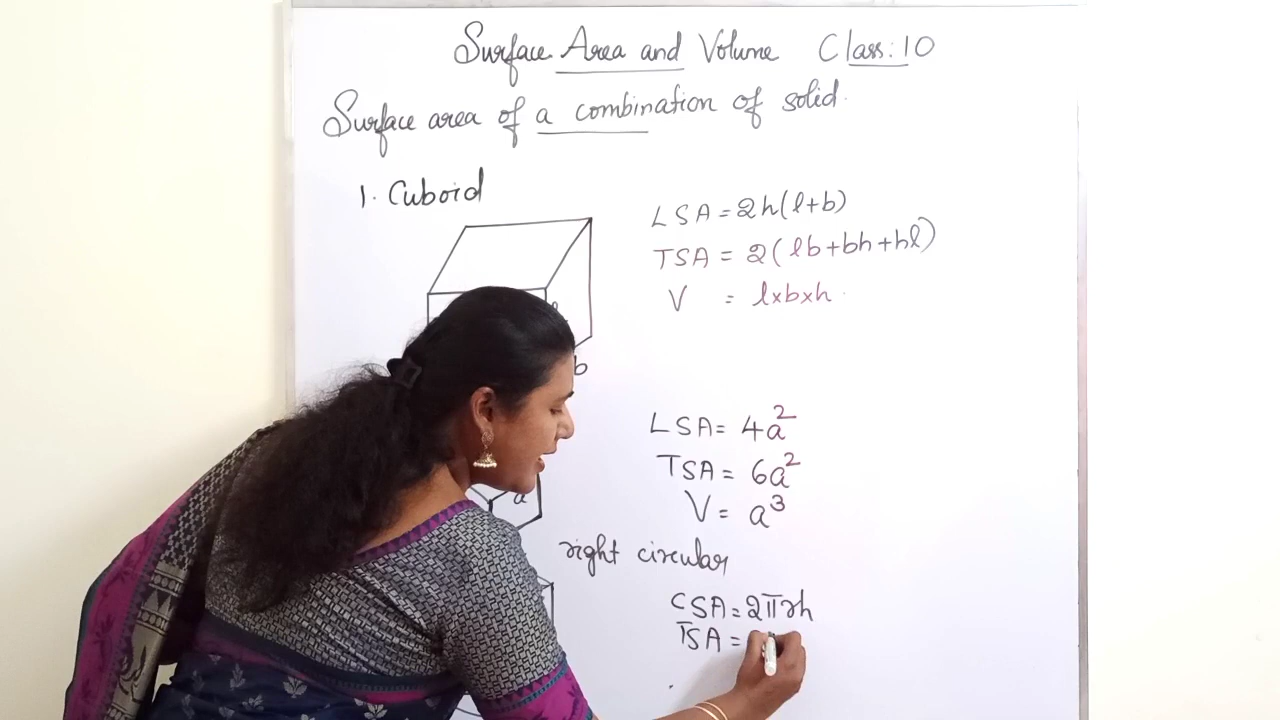 Surface Area and Volume Class: 10
Surface area of a combination of solid.
1. Cuboid
LSA = 2h(l+b)
TSA = 2(lb+bh+hl)
V = l×b×h
b
LSA = 4a²
TSA = 6a²
V = a³
a
right circular
CSA = 2πrh
TSA =